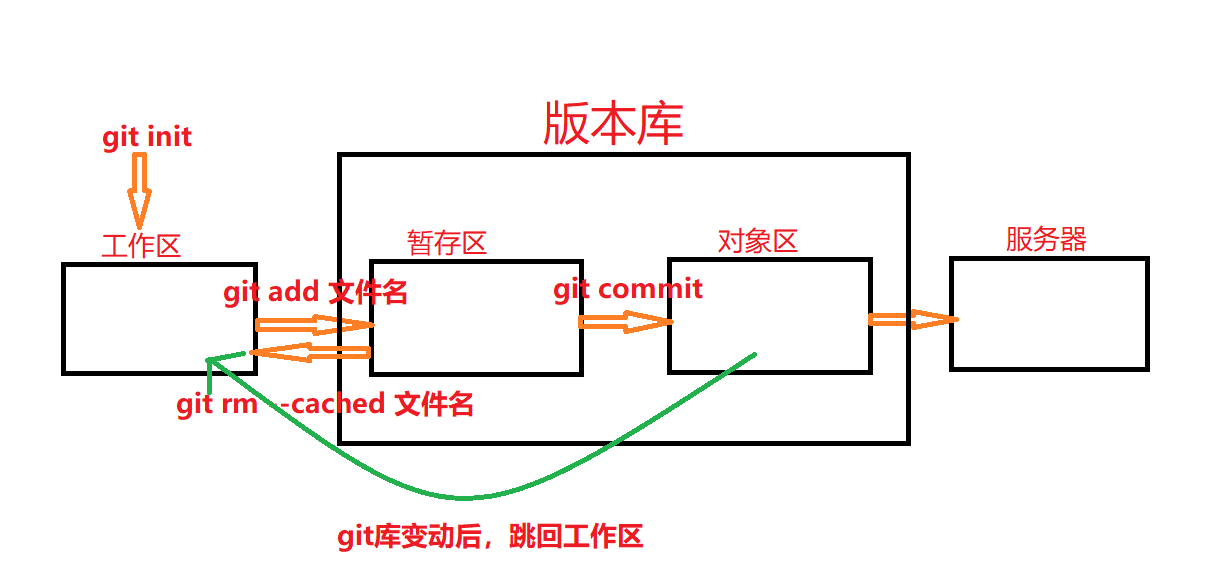 版本库
git init
工作区
暂存区
对象区
服务器
git add 文件名
git commit
git rm --cached 文件名
git库变动后，跳回工作区